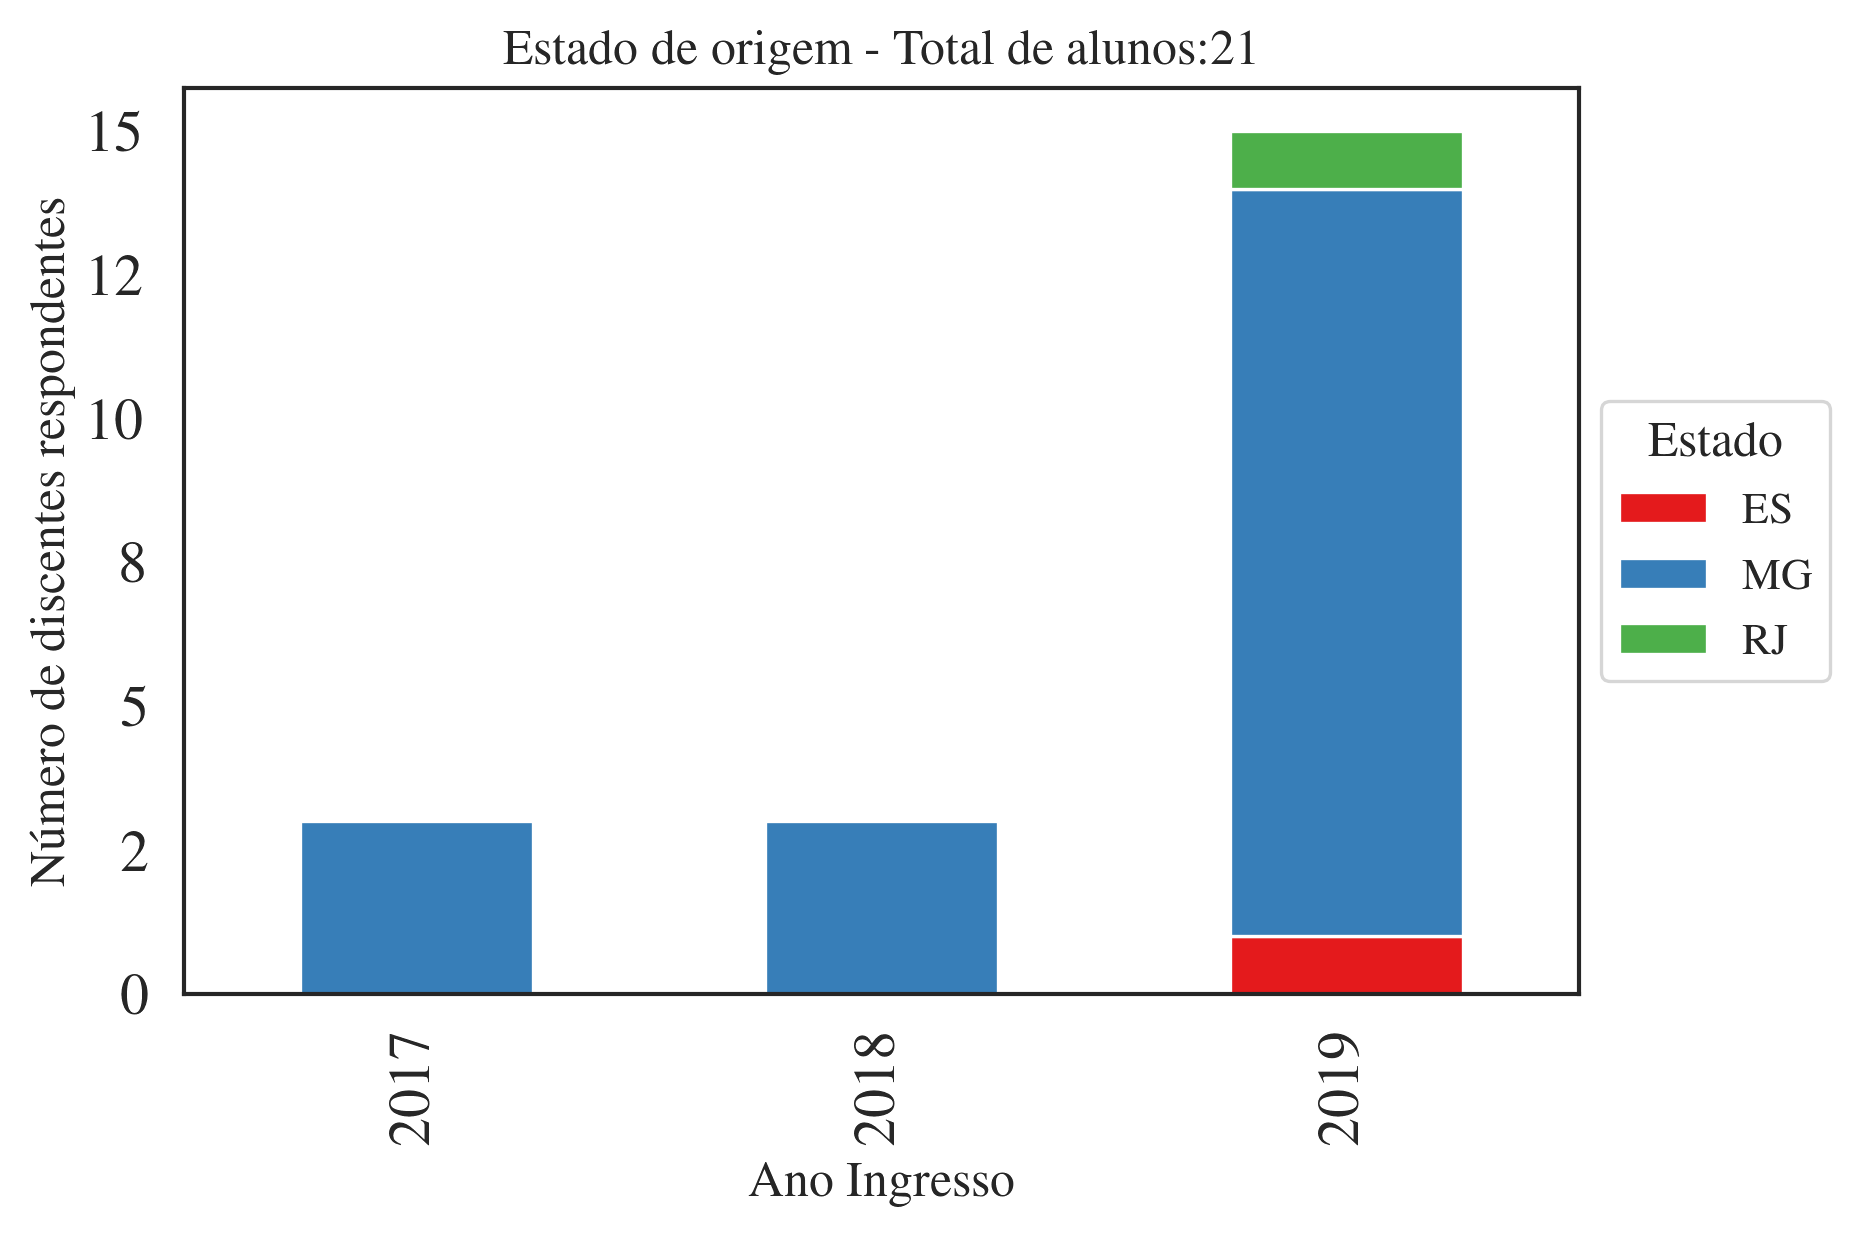 Estado de origem - Total de alunos:21
Número de discentes respondentes
15
12
10
8
5
2
0
2017
2018
2019
Ano Ingresso
Estado
ES
MG
RJ